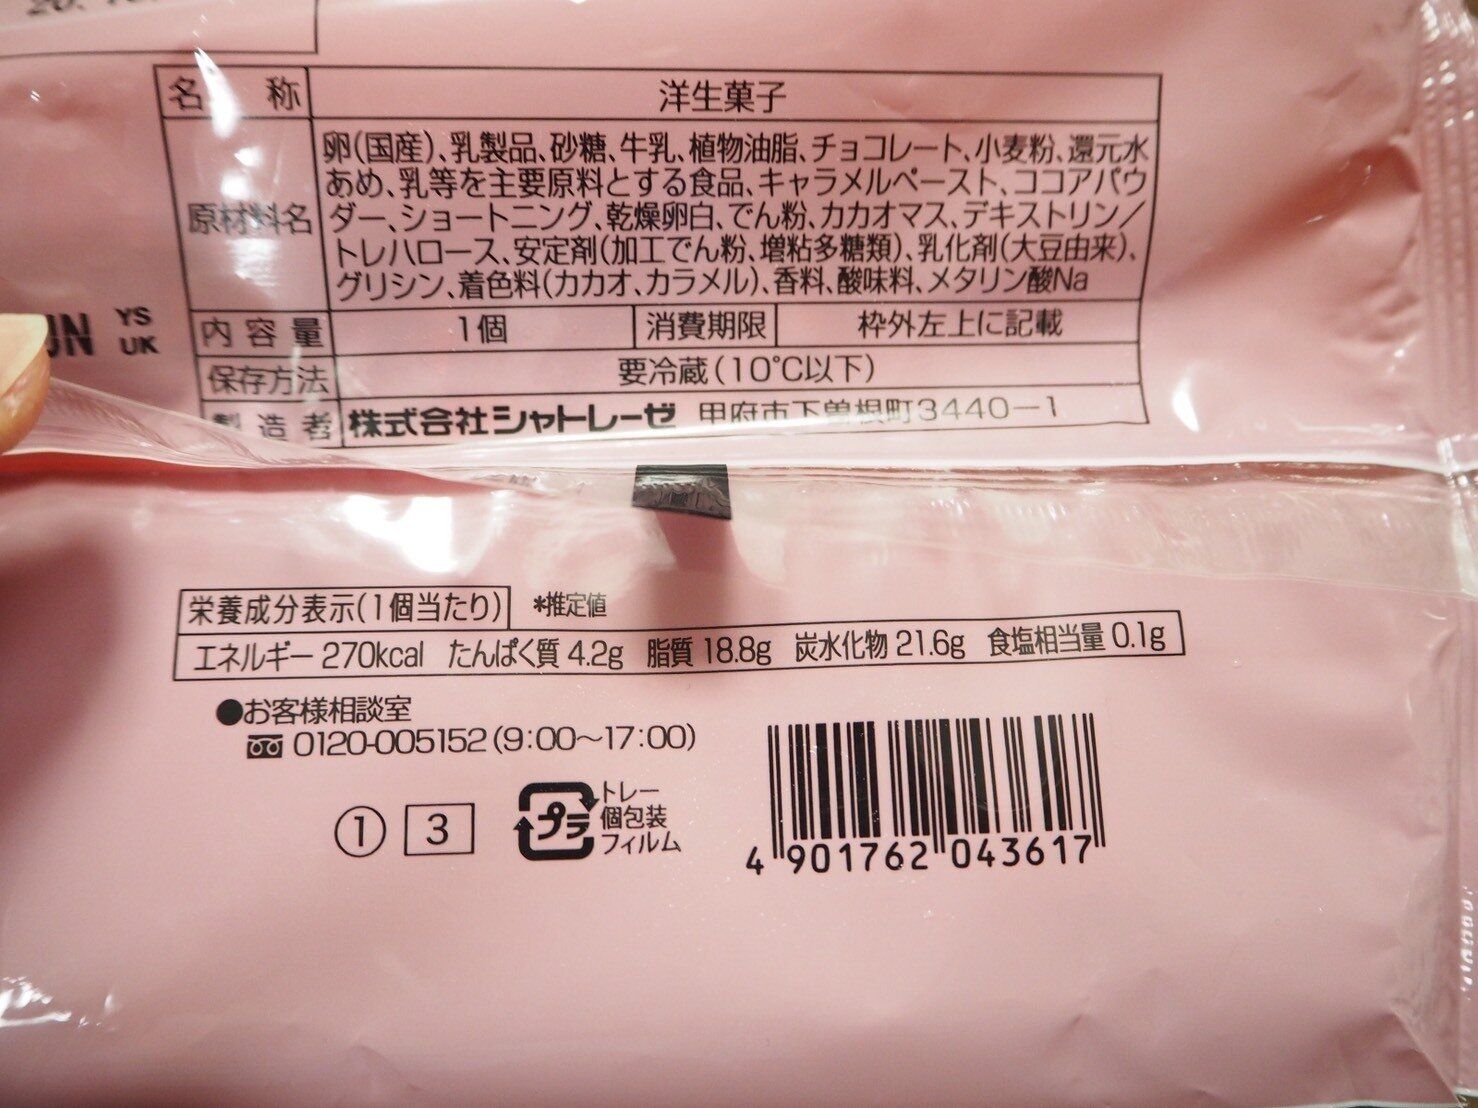 名称 洋生菓子
原材料名 卵(国産)、乳製品、砂糖、牛乳、植物油脂、チョコレート、小麦粉、還元水
あめ、乳等を主要原料とする食品、キャラメルペースト、ココアパウ
ダー、ショートニング、乾燥卵白、でん粉、カカオマス、デキストリン／
トレハロース、安定剤(加工でん粉、増粘多糖類)、乳化剤(大豆由来)、
グリシン、着色料(カカオ、カラメル)、香料、酸味料、メタリン酸Na
YS
UK
内容量 1個 消費期限 枠外左上に記載
保存方法 要冷蔵(10℃以下)
製造者 株式会社シャトレーゼ 甲府市下曽根町3440-1
栄養成分表示(1個当たり) *推定値
エネルギー 270kcal たんぱく質 4.2g 脂質 18.8g 炭水化物 21.6g 食塩相当量 0.1g
●お客様相談室
0120-005152(9:00〜17:00)
① 3 プラ
トレー
個包装
フィルム
4 901762 043617